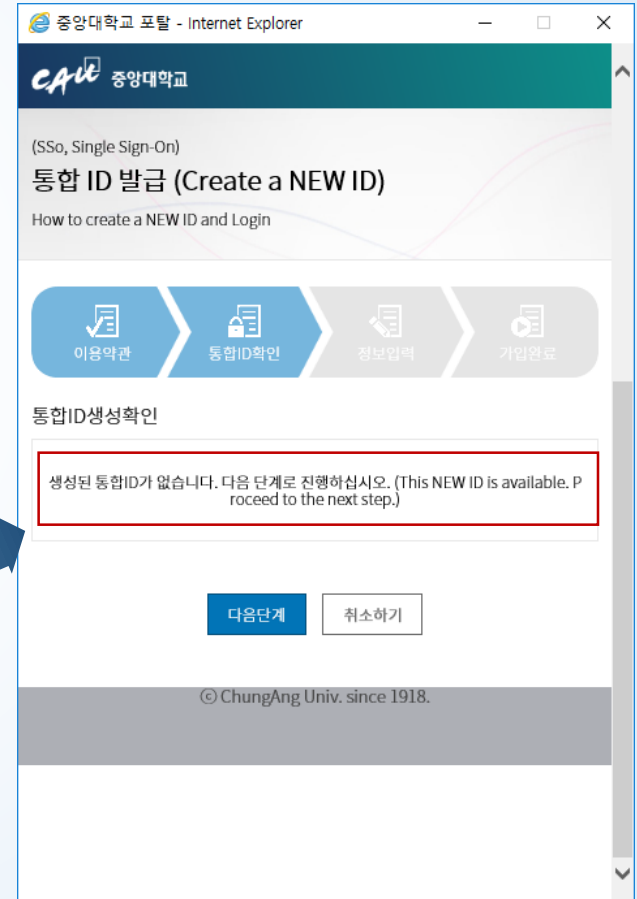 중앙대학교 포탈 - Internet Explorer
CAU 중앙대학교
(SSo, Single Sign-On)
통합 ID 발급 (Create a NEW ID)
How to create a NEW ID and Login
이용약관 통합ID확인 정보입력 가입완료
통합ID생성확인
생성된 통합ID가 없습니다. 다음 단계로 진행하십시오. (This NEW ID is available. P
roceed to the next step.)
다음단계 취소하기
ⓒ ChungAng Univ. since 1918.